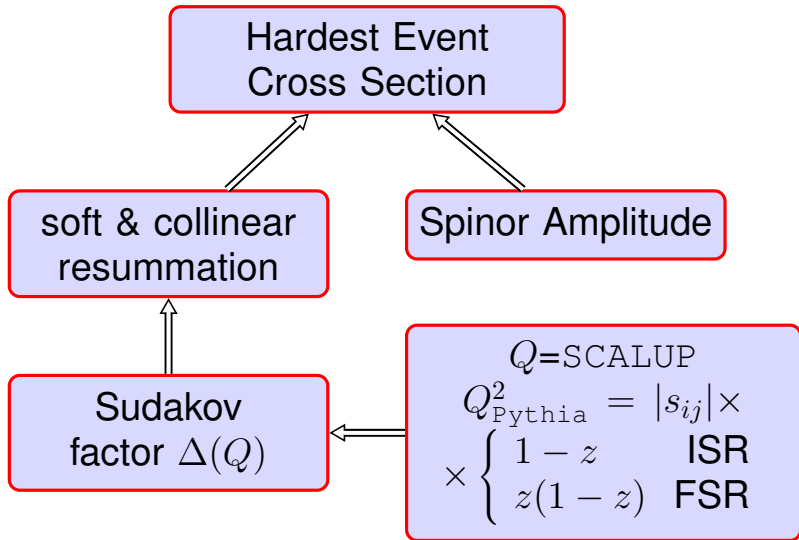 Hardest Event
Cross Section
soft & collinear
resummation
Spinor Amplitude
Sudakov
factor Δ(Q)
Q=SCALUP
Q²_Pythia = |s_ij|×
× { 1 − z ISR
z(1 − z) FSR